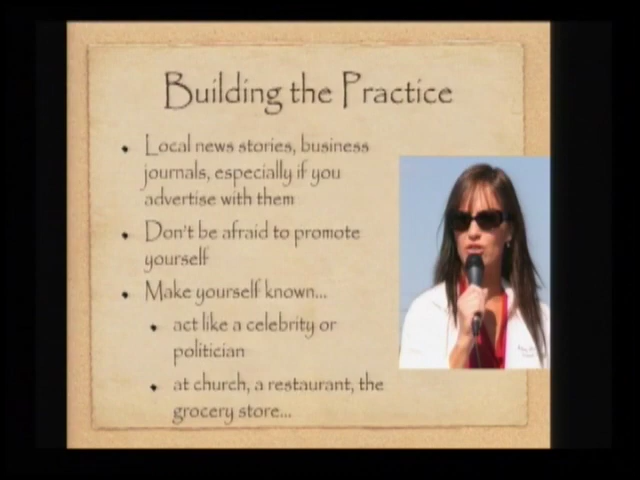 Building the Practice
• Local news stories, business
journals, especially if you
advertise with them
• Don't be afraid to promote
yourself
• Make yourself known...
• act like a celebrity or
politician
• at church, a restaurant, the
grocery store...